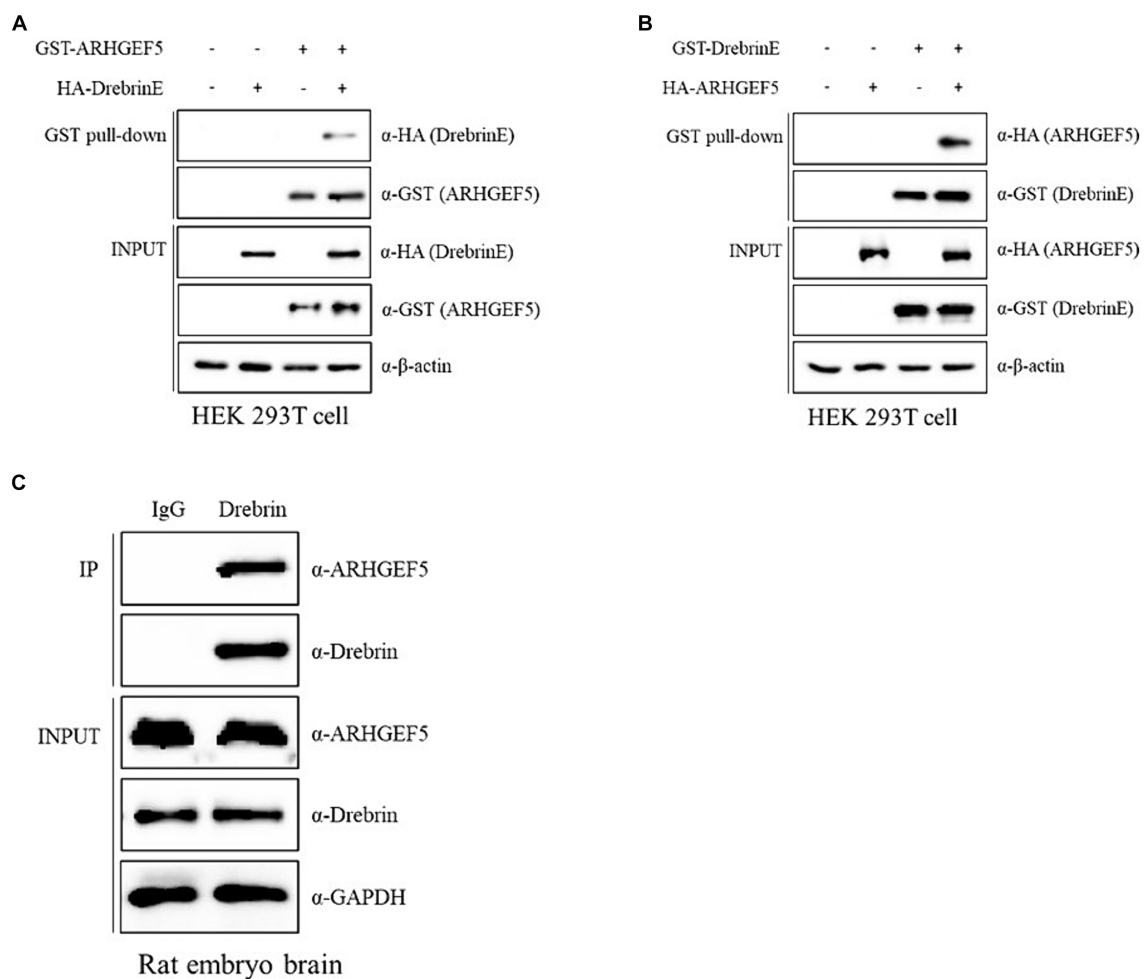 A
GST-ARHGEF5 - - + +
HA-DrebrinE - + - +
GST pull-down α-HA (DrebrinE)
α-GST (ARHGEF5)
INPUT α-HA (DrebrinE)
α-GST (ARHGEF5)
α-β-actin
HEK 293T cell
B
GST-DrebrinE - - + +
HA-ARHGEF5 - + - +
GST pull-down α-HA (ARHGEF5)
α-GST (DrebrinE)
INPUT α-HA (ARHGEF5)
α-GST (DrebrinE)
α-β-actin
HEK 293T cell
C
IgG Drebrin
IP α-ARHGEF5
α-Drebrin
INPUT α-ARHGEF5
α-Drebrin
α-GAPDH
Rat embryo brain